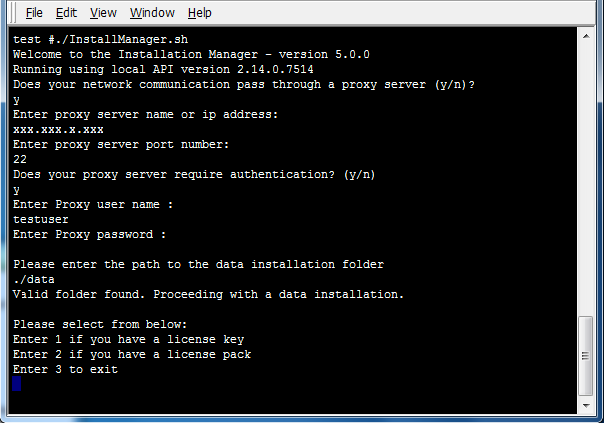 File Edit View Window Help
test #./InstallManager.sh
Welcome to the Installation Manager - version 5.0.0
Running using local API version 2.14.0.7514
Does your network communication pass through a proxy server (y/n)?
y
Enter proxy server name or ip address:
xxx.xxx.x.xxx
Enter proxy server port number:
22
Does your proxy server require authentication? (y/n)
y
Enter Proxy user name :
testuser
Enter Proxy password :
Please enter the path to the data installation folder
./data
Valid folder found. Proceeding with a data installation.
Please select from below:
Enter 1 if you have a license key
Enter 2 if you have a license pack
Enter 3 to exit